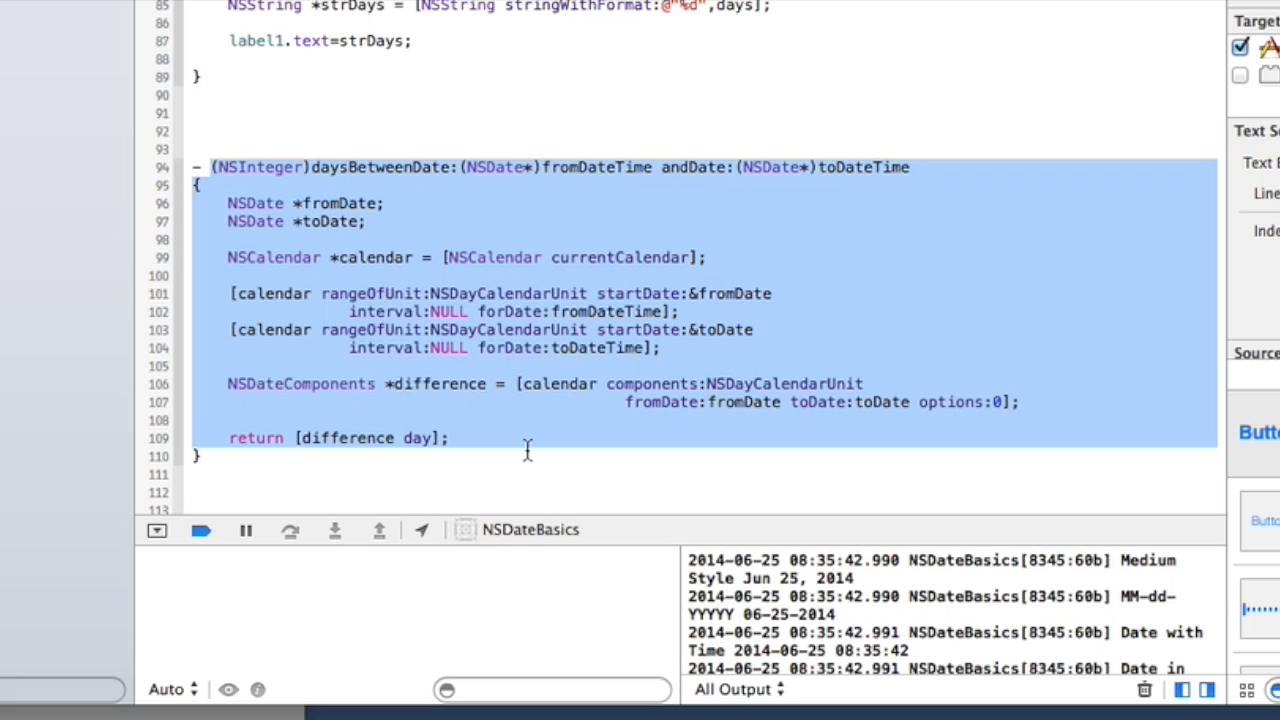 85 NSString *strDays = [NSString stringWithFormat:@"%d",days];
86
87 label1.text=strDays;
88
89 }
90
91
92
93
94 - (NSInteger)daysBetweenDate:(NSDate*)fromDateTime andDate:(NSDate*)toDateTime
95 {
96 NSDate *fromDate;
97 NSDate *toDate;
98
99 NSCalendar *calendar = [NSCalendar currentCalendar];
100
101 [calendar rangeOfUnit:NSDayCalendarUnit startDate:&fromDate
102 interval:NULL forDate:fromDateTime];
103 [calendar rangeOfUnit:NSDayCalendarUnit startDate:&toDate
104 interval:NULL forDate:toDateTime];
105
106 NSDateComponents *difference = [calendar components:NSDayCalendarUnit
107 fromDate:fromDate toDate:toDate options:0];
108
109 return [difference day];
110 }
111
112
113
NSDateBasics
2014-06-25 08:35:42.990 NSDateBasics[8345:60b] Medium
Style Jun 25, 2014
2014-06-25 08:35:42.990 NSDateBasics[8345:60b] MM-dd-
YYYYY 06-25-2014
2014-06-25 08:35:42.991 NSDateBasics[8345:60b] Date with
Time 2014-06-25 08:35:42
2014-06-25 08:35:42.991 NSDateBasics[8345:60b] Date in
Auto
All Output
Target
Text Se
Text E
Line
Inde
Source
Butto
Butto